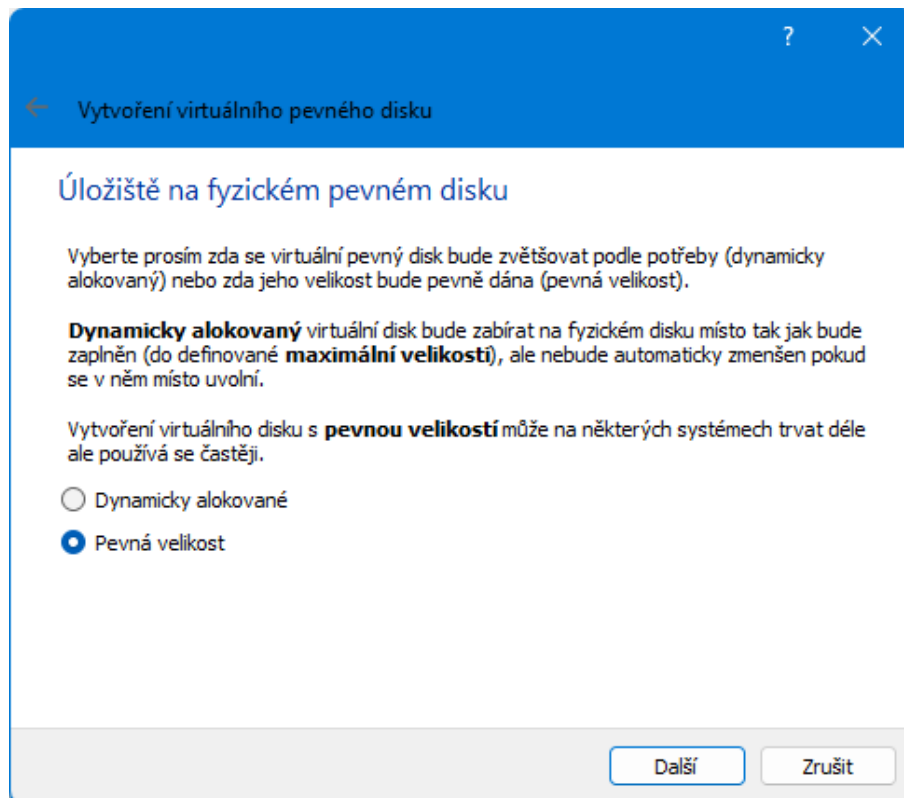 ?
Vytvoření virtuálního pevného disku
Úložiště na fyzickém pevném disku
Vyberte prosím zda se virtuální pevný disk bude zvětšovat podle potřeby (dynamicky
alokovaný) nebo zda jeho velikost bude pevně dána (pevná velikost).
Dynamicky alokovaný virtuální disk bude zabírat na fyzickém disku místo tak jak bude
zaplněn (do definované maximální velikosti), ale nebude automaticky zmenšen pokud
se v něm místo uvolní.
Vytvoření virtuálního disku s pevnou velikostí může na některých systémech trvat déle
ale používá se častěji.
Dynamicky alokované
Pevná velikost
Další Zrušit